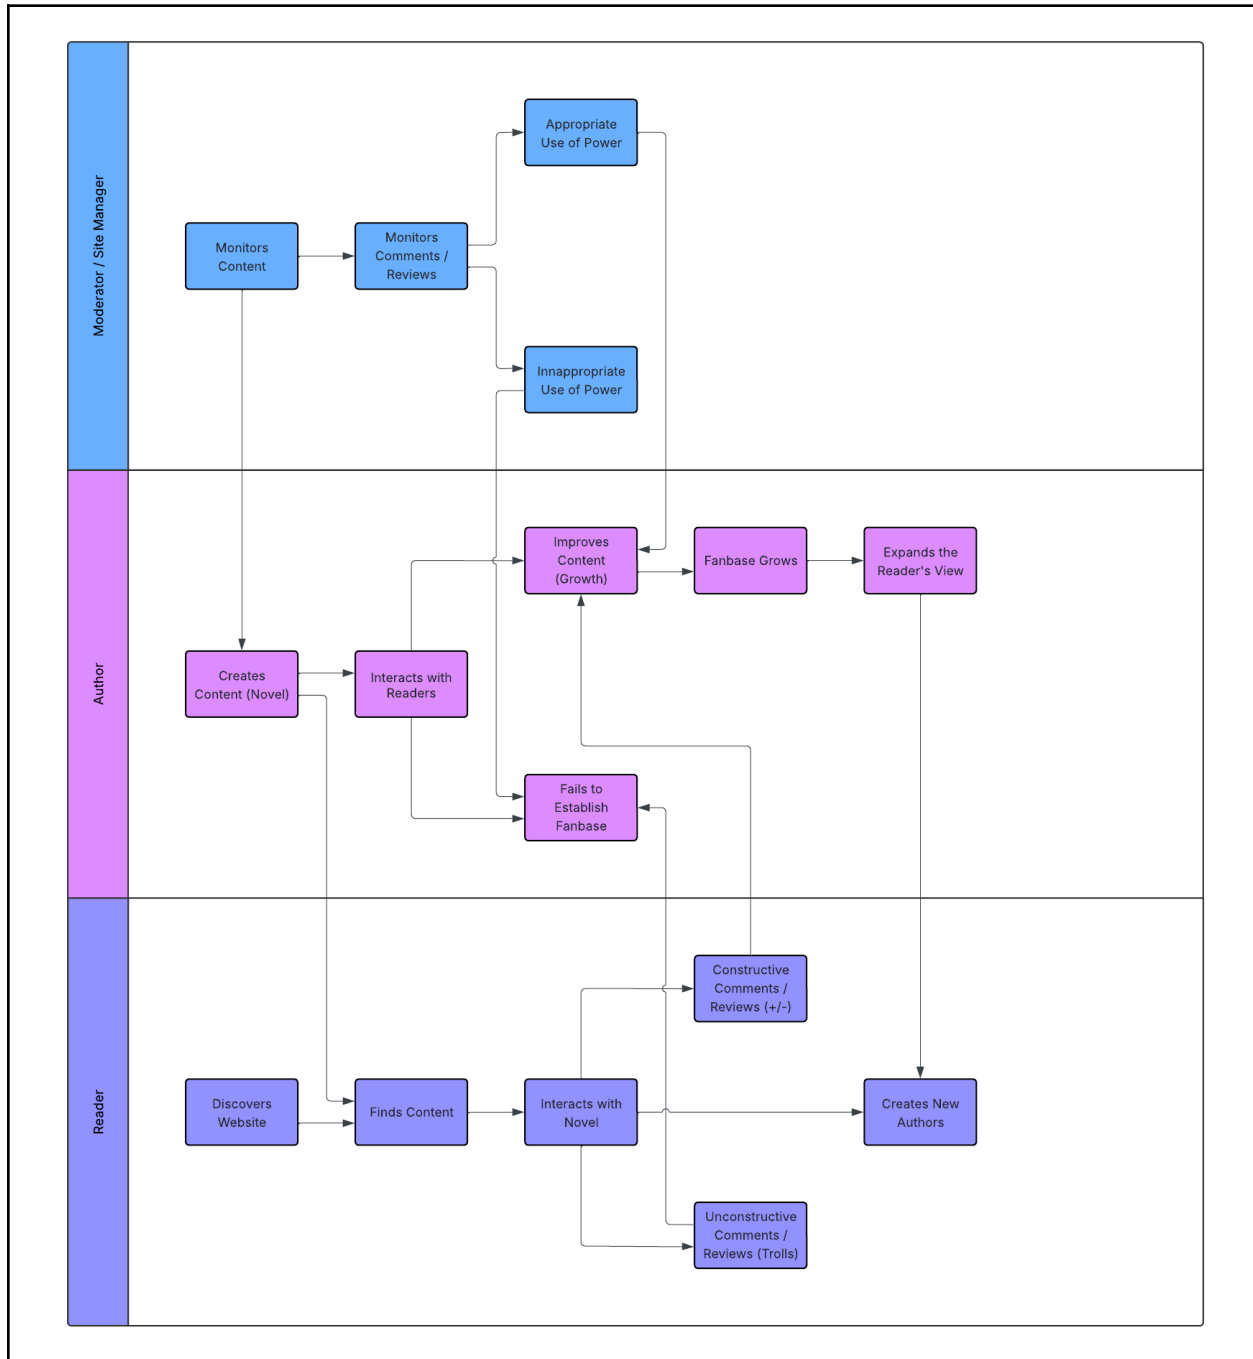 Moderator / Site Manager
Appropriate
Use of Power
Monitors
Content
Monitors
Comments /
Reviews
Innappropriate
Use of Power
Author
Improves
Content
(Growth)
Fanbase Grows
Expands the
Reader's View
Creates
Content (Novel)
Interacts with
Readers
Fails to
Establish
Fanbase
Reader
Constructive
Comments /
Reviews (+/-)
Discovers
Website
Finds Content
Interacts with
Novel
Creates New
Authors
Unconstructive
Comments /
Reviews (Trolls)